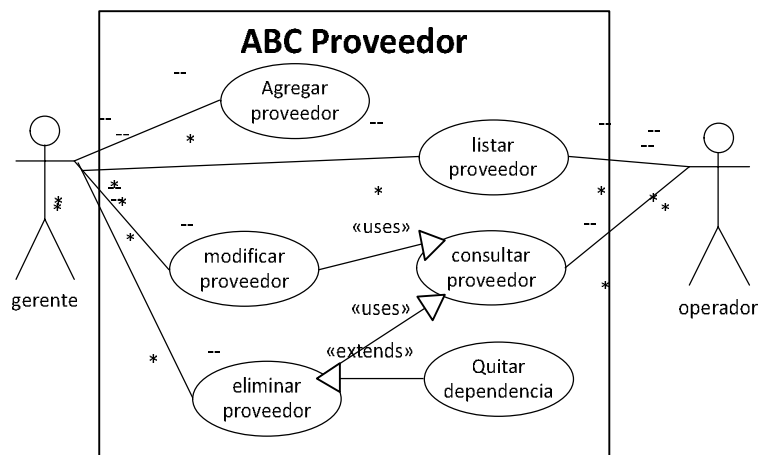 ABC Proveedor
--
Agregar
proveedor
--
--
*
--
--
--
--
listar
proveedor
*
--
*
*
*
*
*
*
*
*
*
--
--
*
«uses»
modificar
proveedor
consultar
proveedor
*
gerente
«uses»
operador
*
--
«extends»
eliminar
proveedor
Quitar
dependencia